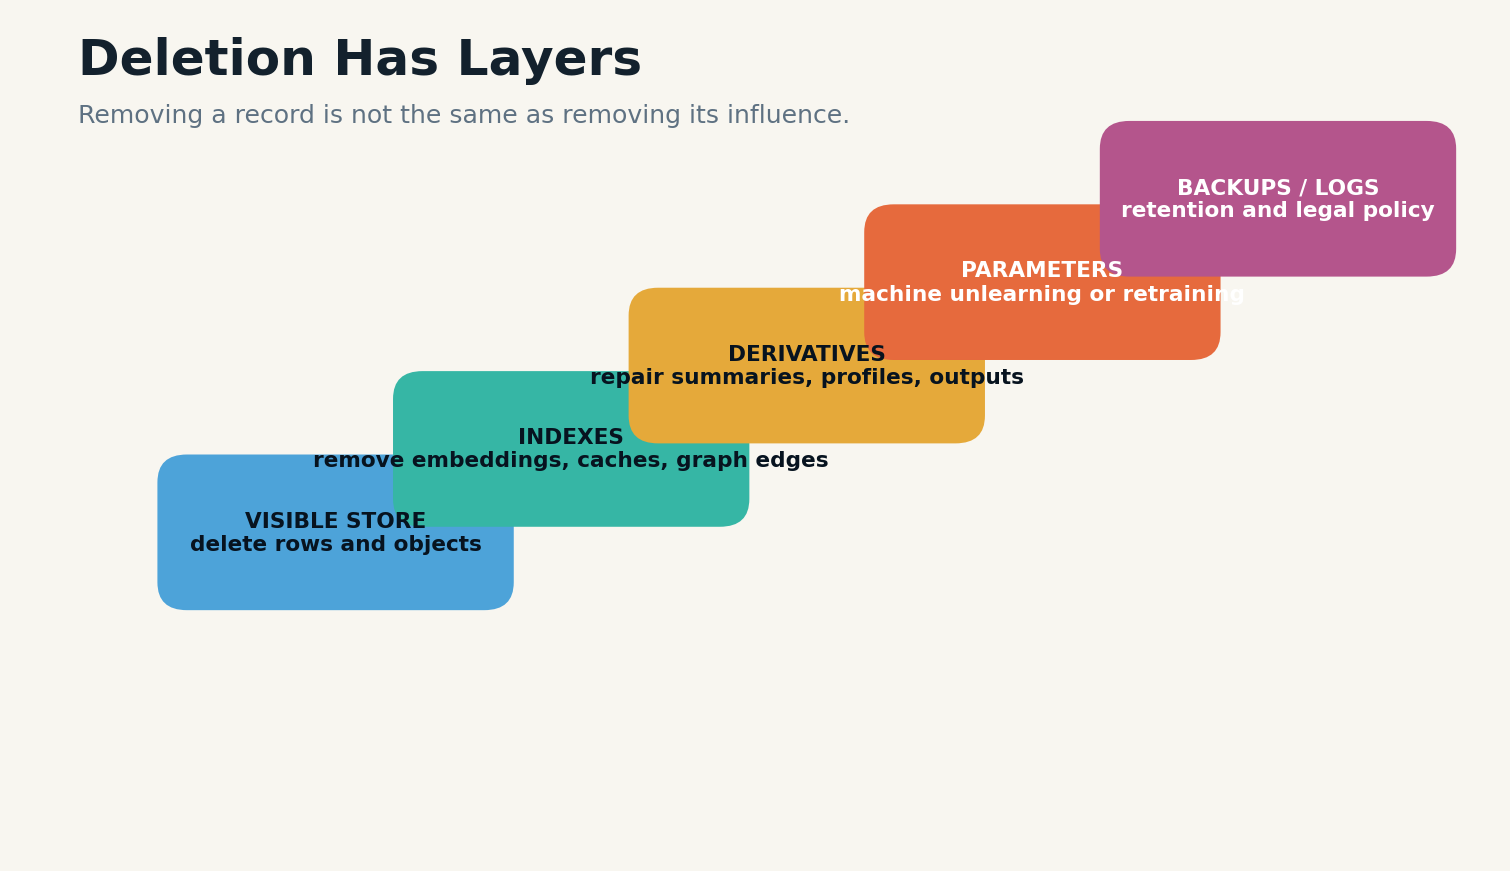 Deletion Has Layers
Removing a record is not the same as removing its influence.
BACKUPS / LOGS
retention and legal policy
PARAMETERS
machine unlearning or retraining
DERIVATIVES
repair summaries, profiles, outputs
INDEXES
remove embeddings, caches, graph edges
VISIBLE STORE
delete rows and objects